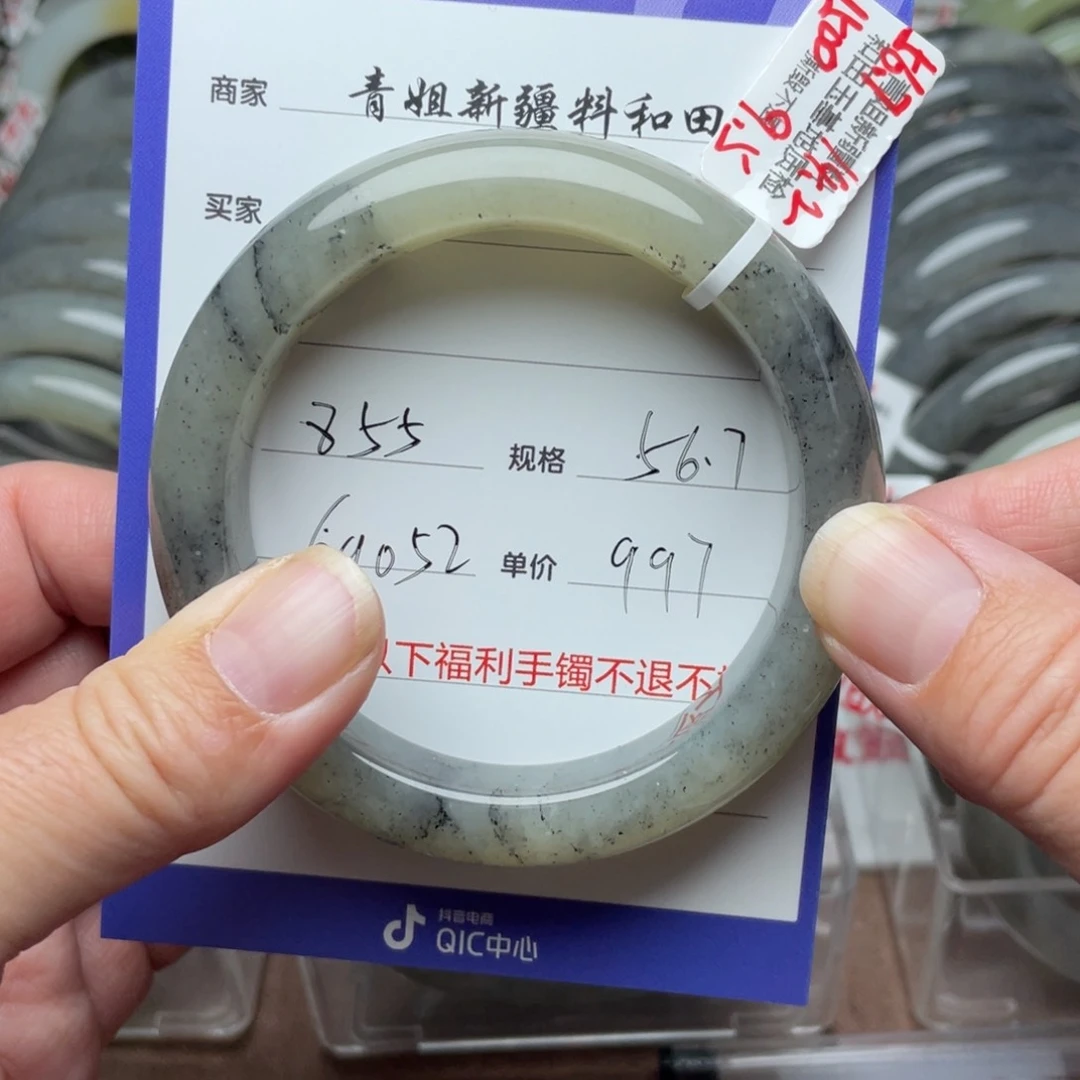 商家 青姐新疆料和田
买家
855 规格 56.7
69052 单价 997
以下福利手镯不退不
抖音电商
QIC中心